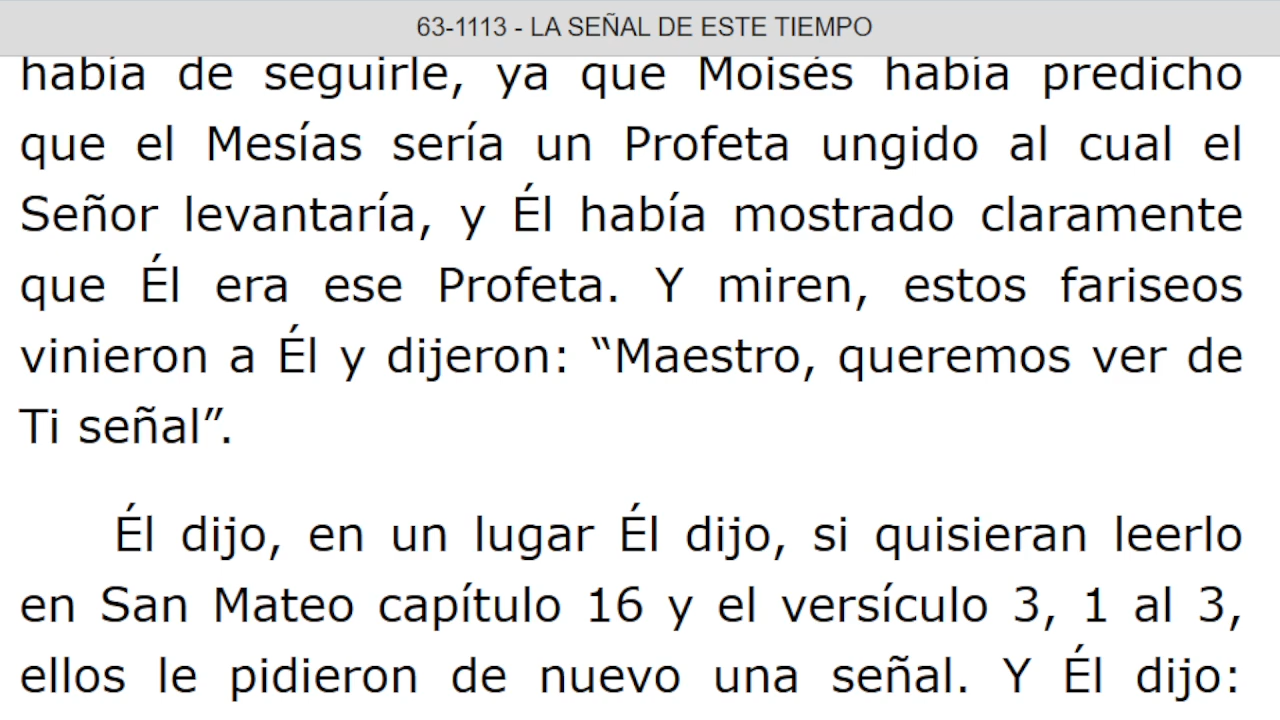 63-1113 - LA SEÑAL DE ESTE TIEMPO
había de seguirle, ya que Moisés había predicho
que el Mesías sería un Profeta ungido al cual el
Señor levantaría, y Él había mostrado claramente
que Él era ese Profeta. Y miren, estos fariseos
vinieron a Él y dijeron: “Maestro, queremos ver de
Ti señal”.
Él dijo, en un lugar Él dijo, si quisieran leerlo
en San Mateo capítulo 16 y el versículo 3, 1 al 3,
ellos le pidieron de nuevo una señal. Y Él dijo: